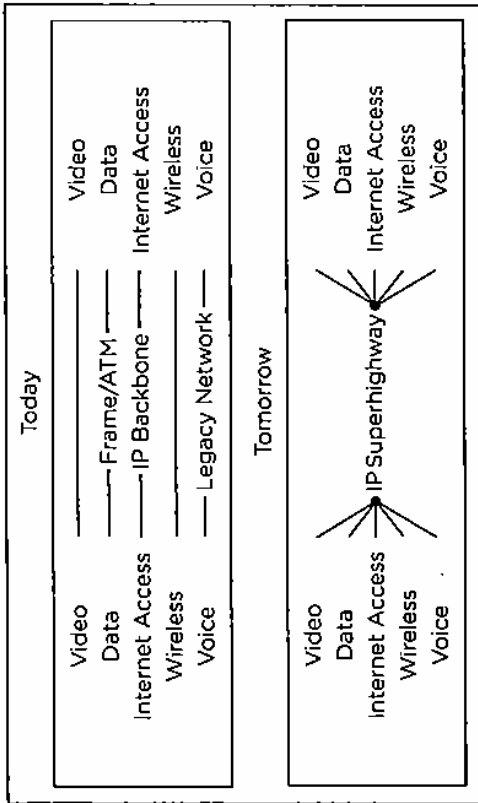 Today
Video Video
Data Frame/ATM Data
Internet Access IP Backbone Internet Access
Wireless Wireless
Voice Legacy Network Voice
Tomorrow
Video Video
Data Data
Internet Access IP Superhighway Internet Access
Wireless Wireless
Voice Voice